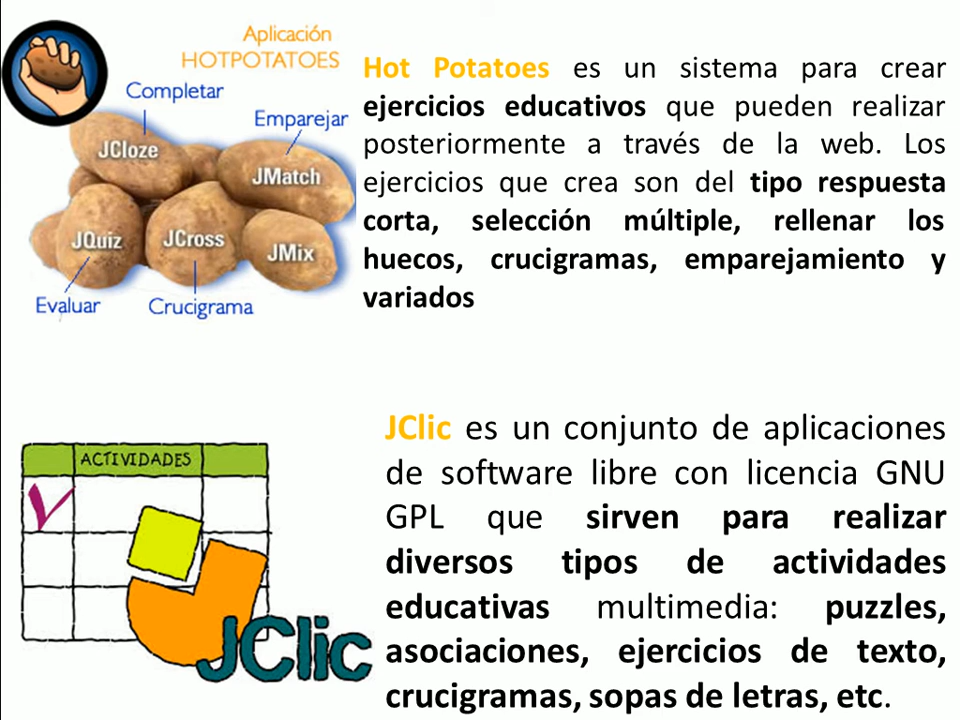 Aplicación
HOTPOTATOES
Completar
Emparejar
JCloze
JMatch
JQuiz
JCross
JMix
Evaluar
Crucigrama
Hot Potatoes es un sistema para crear
ejercicios educativos que pueden realizar
posteriormente a través de la web. Los
ejercicios que crea son del tipo respuesta
corta, selección múltiple, rellenar los
huecos, crucigramas, emparejamiento y
variados
ACTIVIDADES
JClic
JClic es un conjunto de aplicaciones
de software libre con licencia GNU
GPL que sirven para realizar
diversos tipos de actividades
educativas multimedia: puzzles,
asociaciones, ejercicios de texto,
crucigramas, sopas de letras, etc.